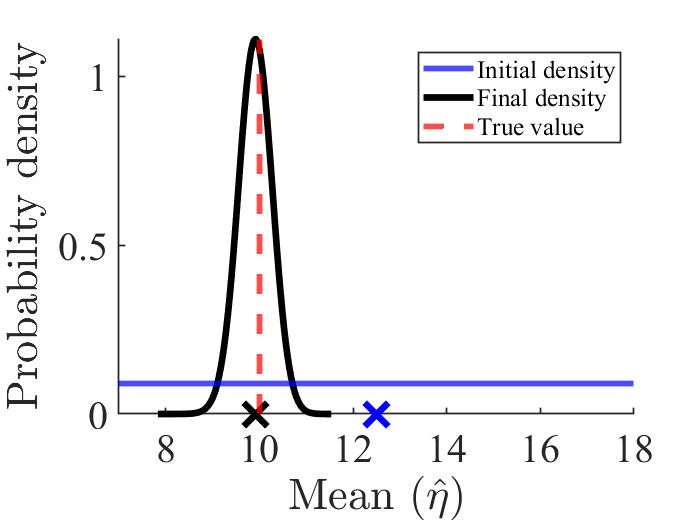 Probability density
1
0.5
0
Initial density
Final density
True value
8 10 12 14 16 18
Mean (η̂)